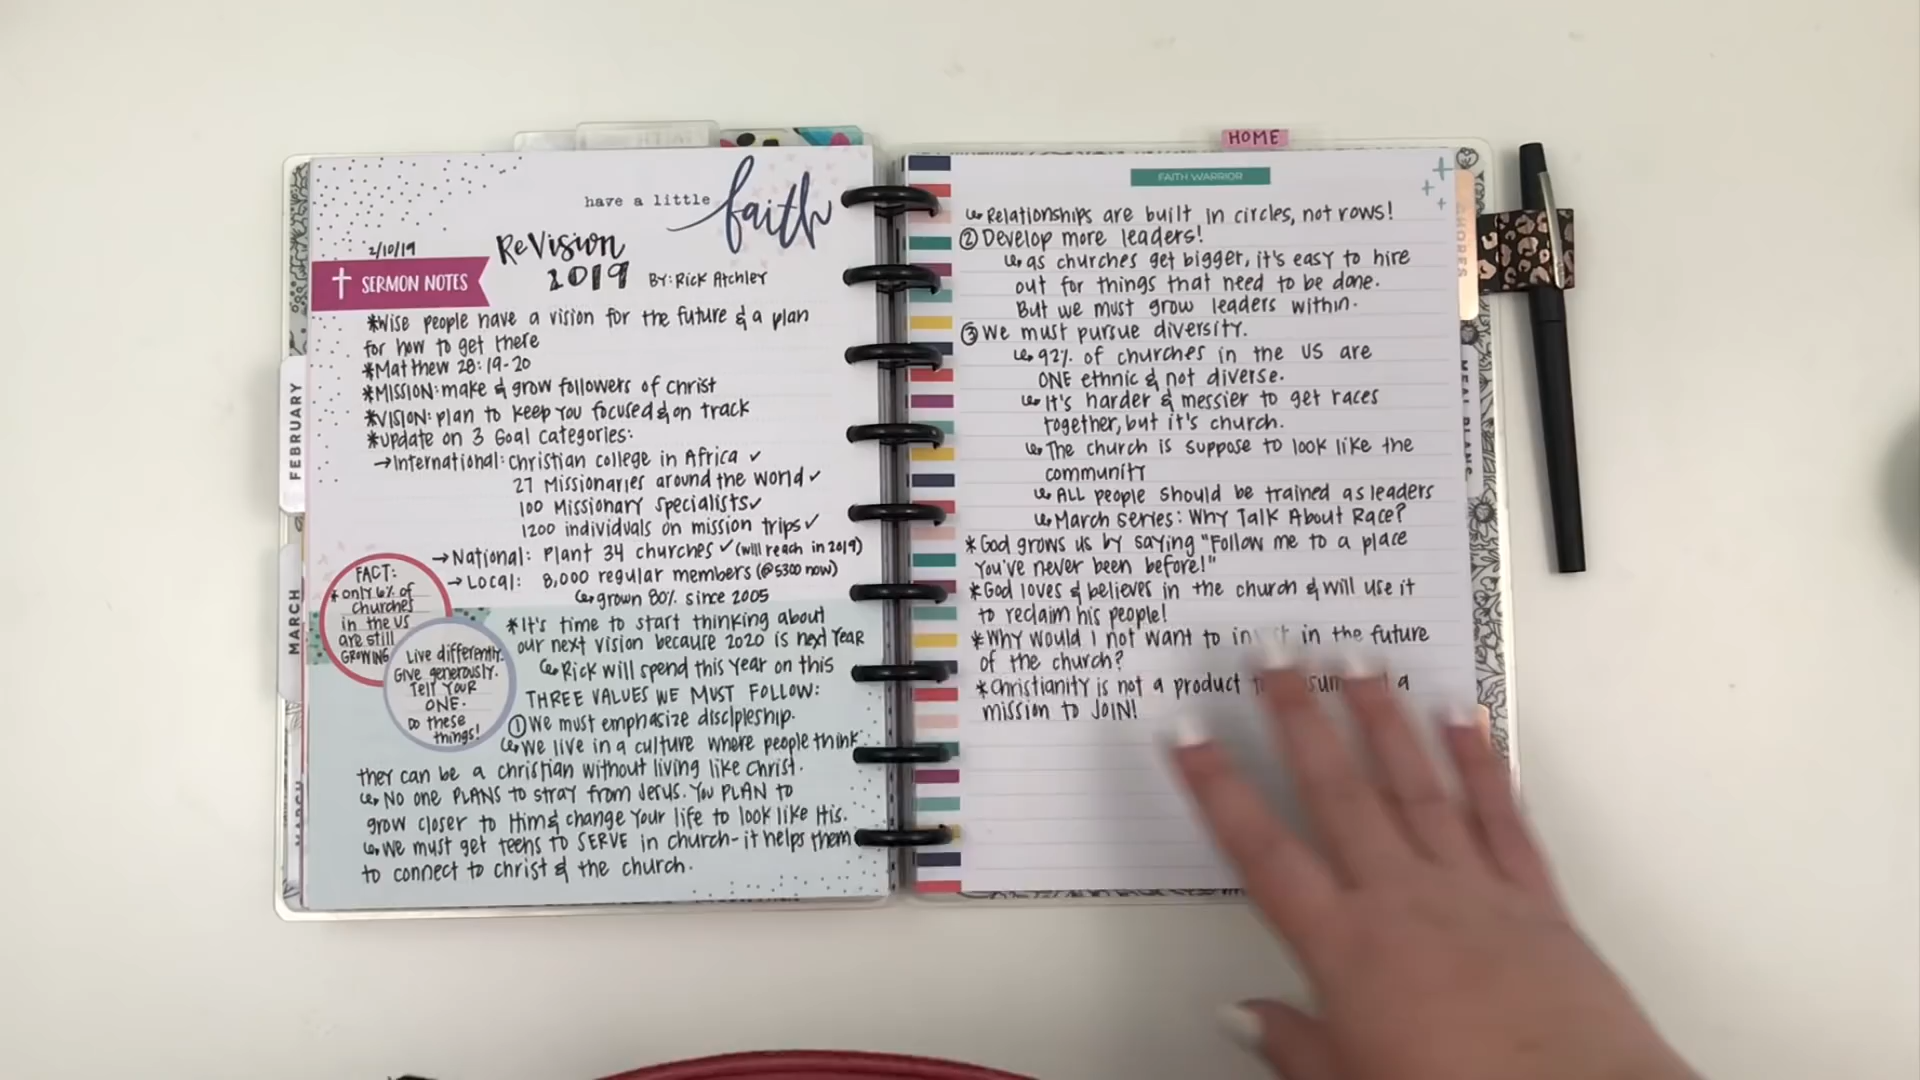 have a little faith
2/10/19
SERMON NOTES
ReVision
2019
BY: Rick Atchley
*Wise people have a vision for the future & a plan
for how to get there
*Matthew 28:19-20
*MISSION: make & grow followers of Christ
*VISION: plan to keep you focused & on track
*update on 3 Goal categories:
→International: Christian college in Africa ✓
27 Missionaries around the world ✓
100 Missionary Specialists ✓
1200 individuals on mission trips ✓
→National: Plant 34 churches ✓ (will reach in 2019)
→Local: 8,000 regular members (@5300 now)
↳grown 80% since 2005
FACT:
*only 6% of
churches
in the US
are still
GROWING
Live differently.
Give generously.
Tell YOUR
ONE.
Do these
things!
*It's time to start thinking about
our next vision because 2020 is next year
↳Rick will spend this year on this
THREE VALUES WE MUST FOLLOW:
①We must emphasize discipleship.
↳We live in a culture where people think
they can be a christian without living like Christ.
↳No one PLANS to stray from Jesus. You PLAN to
grow closer to Him & change your life to look like His.
↳We must get teens to SERVE in church-it helps them
to connect to Christ & the church.
FEBRUARY
MARCH
MARCH
HOME
FAITH WARRIOR
↳Relationships are built in circles, not rows!
②Develop more leaders!
↳as churches get bigger, it's easy to hire
out for things that need to be done.
But we must grow leaders within.
③We must pursue diversity.
↳92% of churches in the US are
ONE ethnic & not diverse.
↳It's harder & messier to get races
together, but it's church.
↳The church is suppose to look like the
community
↳ALL people should be trained as leaders
↳March series: Why Talk About Race?
*God grows us by saying "Follow me to a place
You've never been before!"
*God loves & believes in the church & will use it
to reclaim his people!
*Why would I not want to in the future
of the church?
*Christianity is not a product a
mission to JOIN!
CHORES
MEAL PLANS